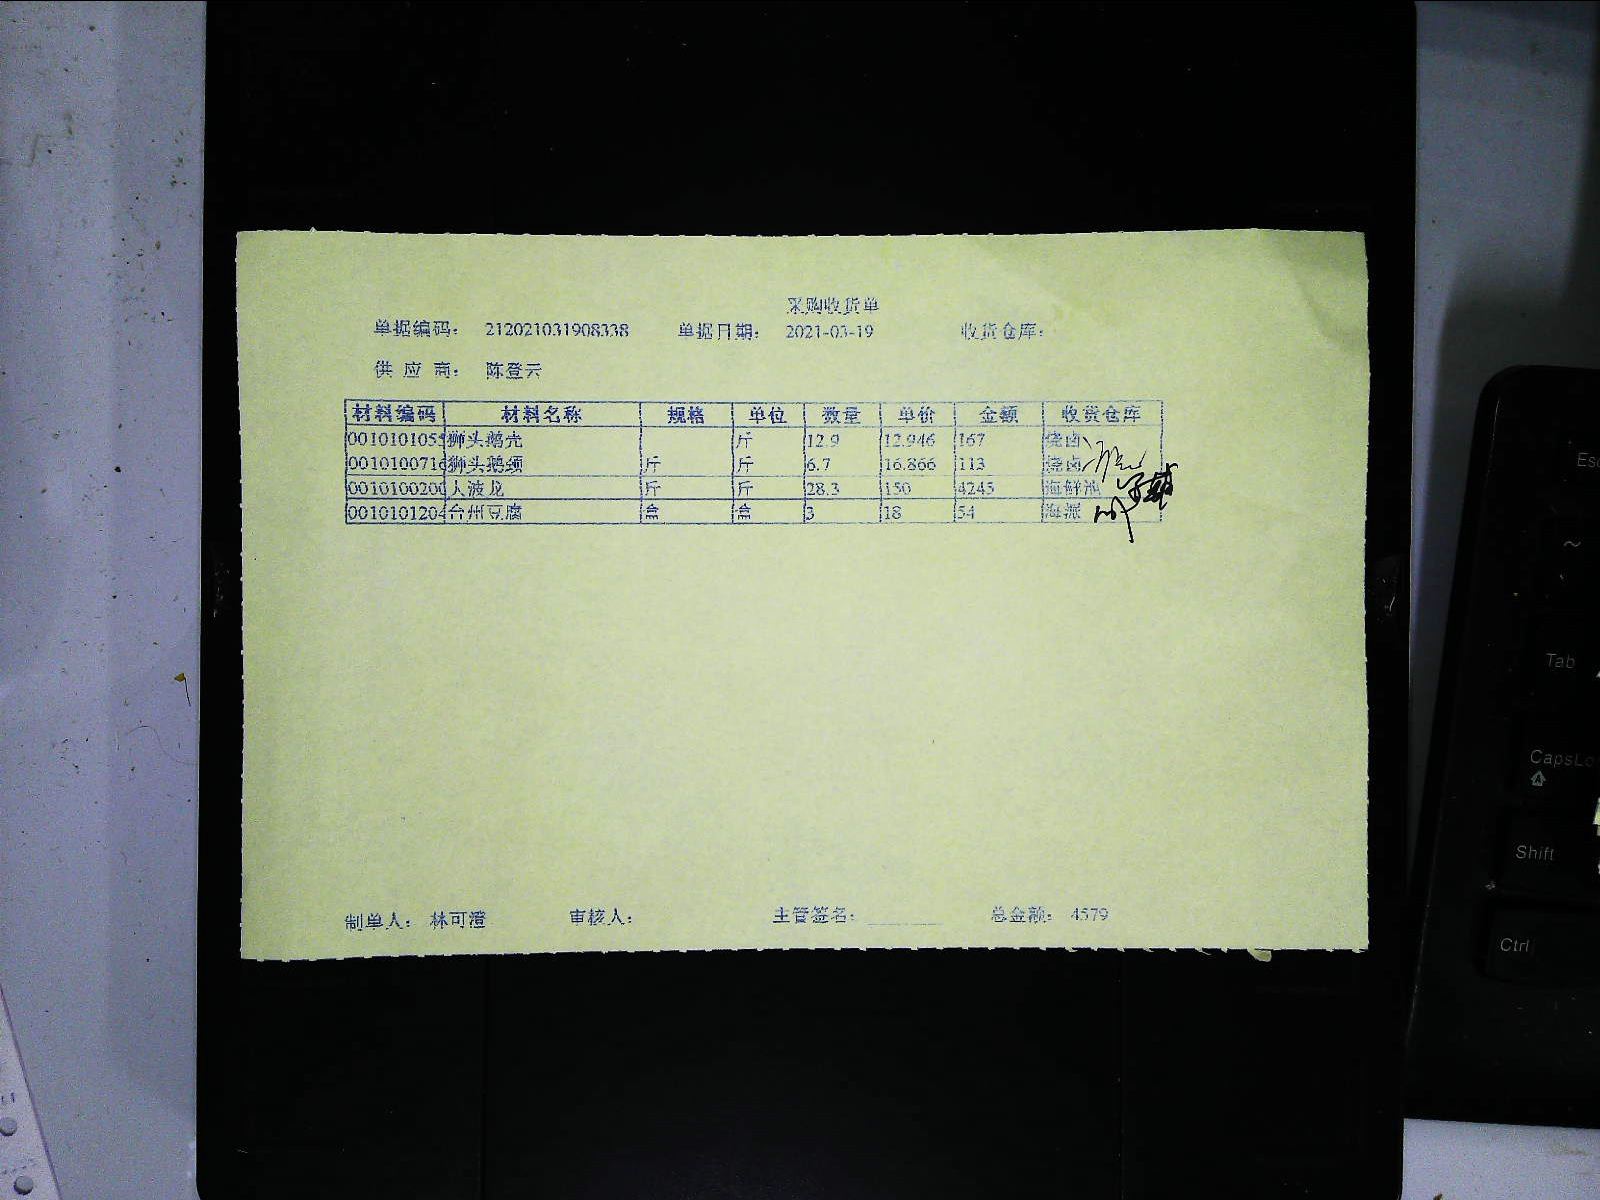 采购收货单
单据编码： 212021031908338 单据日期： 2021-03-19 收货仓库：
供 应 商： 陈登云
材料编码 材料名称 规格 单位 数量 单价 金额 收货仓库
0010101055 狮头鹅壳 斤 12.9 12.946 167 烧卤
001010071 狮头鹅颈 斤 斤 6.7 16.866 113 烧卤
0010100200 人波龙 斤 斤 28.3 150 4245 海鲜池
0010101204 台州豆腐 盒 盒 3 18 54 海派
制单人： 林可澄 审核人： 主管签名： 总金额： 4579
Esc
~
Tab
CapsLo
Shift
Ctrl